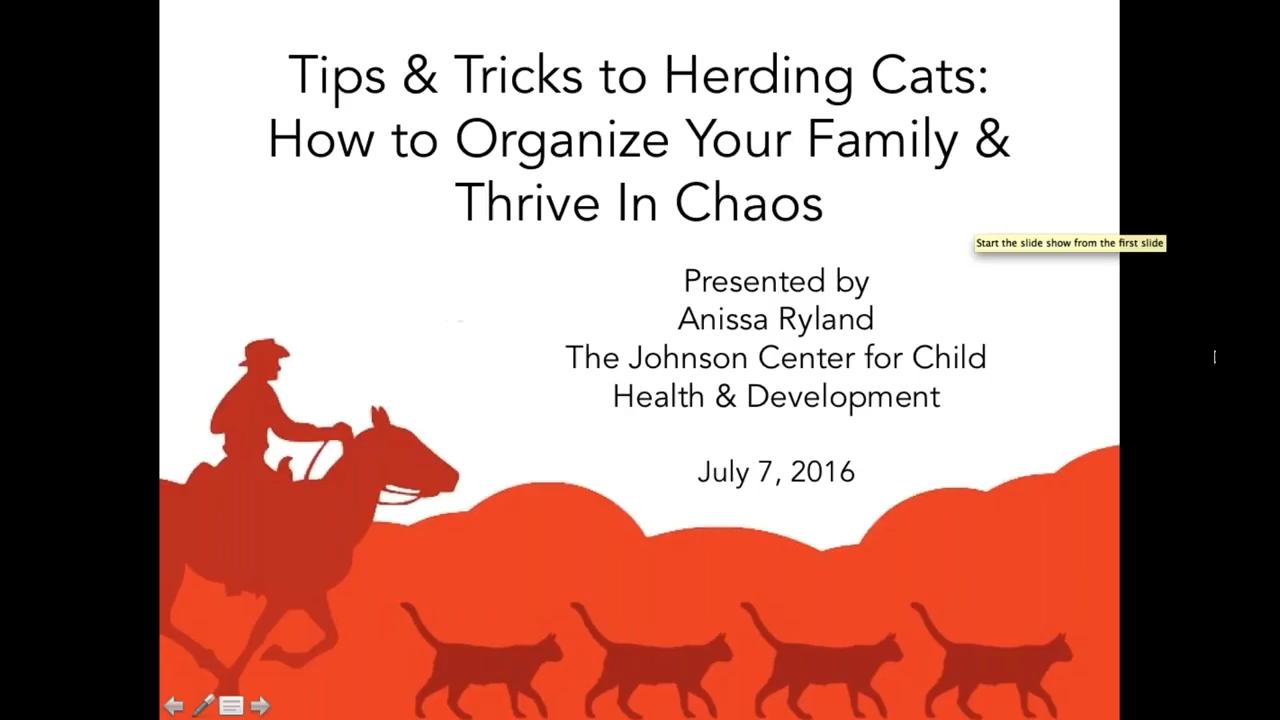 Tips & Tricks to Herding Cats:
How to Organize Your Family &
Thrive In Chaos
Start the slide show from the first slide
Presented by
Anissa Ryland
The Johnson Center for Child
Health & Development
July 7, 2016